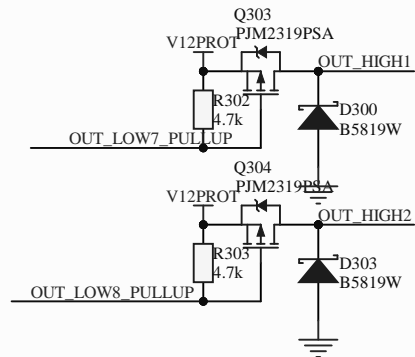 Q303
PJM2319PSA
V12PROT
OUT_HIGH1
R302
4.7k
D300
B5819W
OUT_LOW7_PULLUP
Q304
PJM2319PSA
V12PROT
OUT_HIGH2
R303
4.7k
D303
B5819W
OUT_LOW8_PULLUP